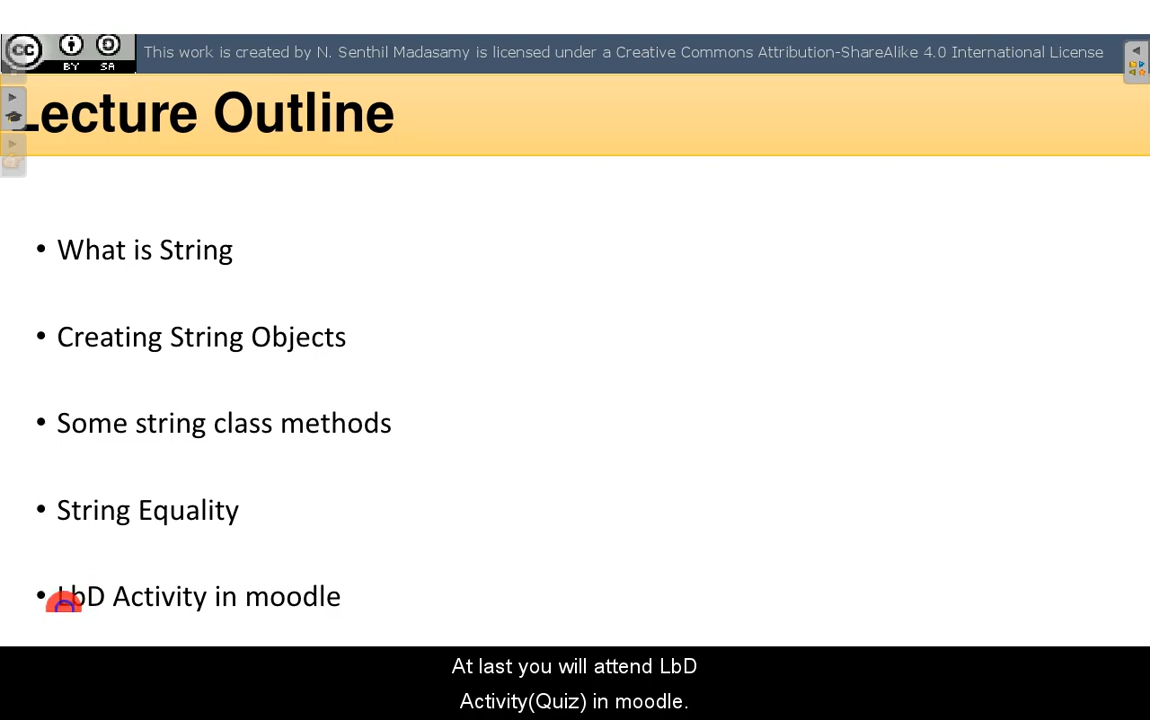 cc BY SA
This work is created by N. Senthil Madasamy is licensed under a Creative Commons Attribution-ShareAlike 4.0 International License
Lecture Outline
• What is String
• Creating String Objects
• Some string class methods
• String Equality
• LbD Activity in moodle
At last you will attend LbD
Activity(Quiz) in moodle.